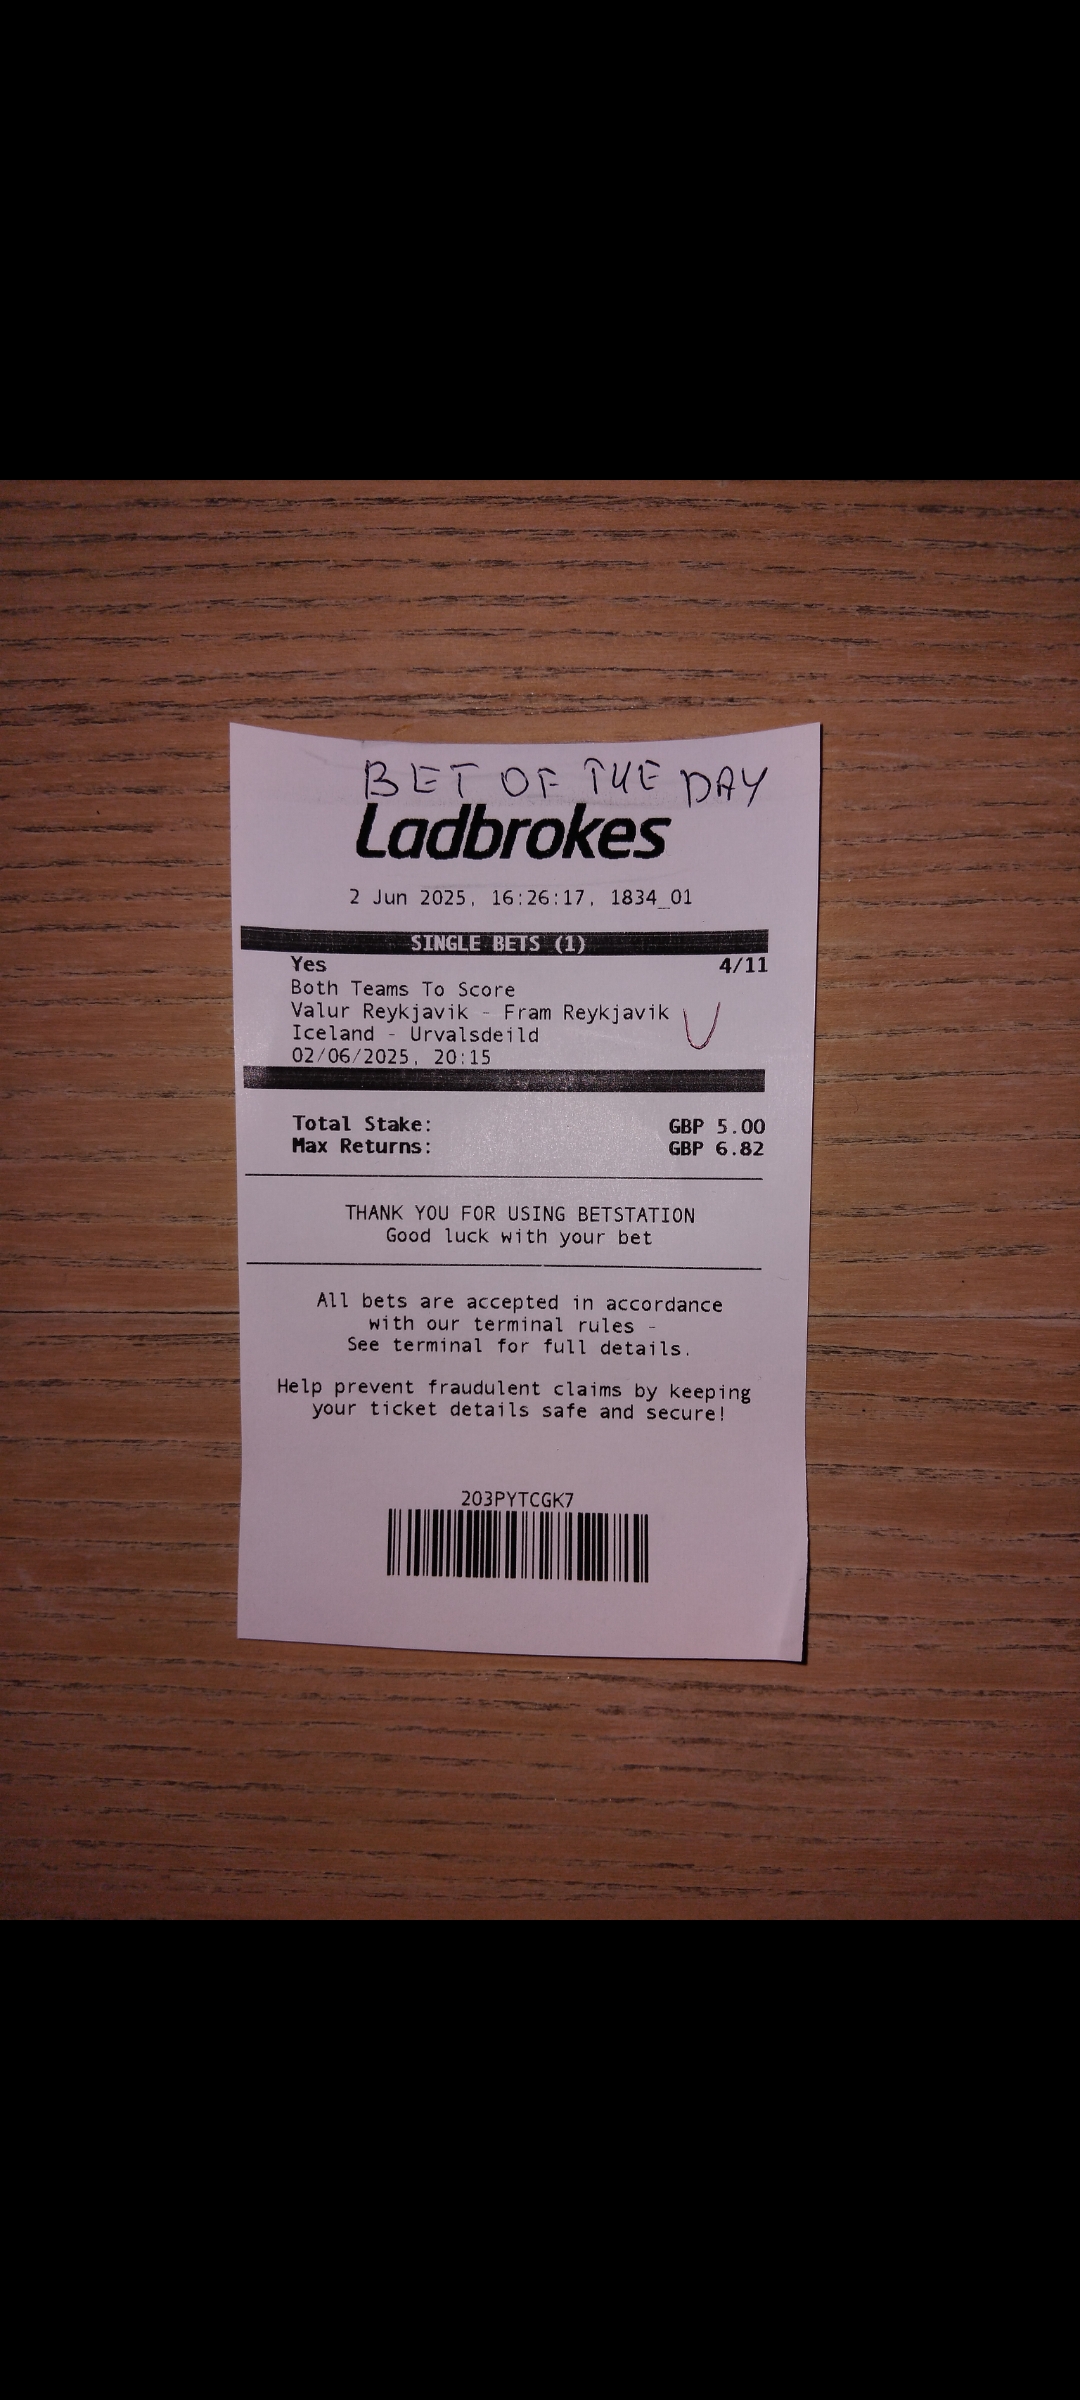 BET OF THE DAY
Ladbrokes
2 Jun 2025, 16:26:17, 1834_01
SINGLE BETS (1)
Yes 4/11
Both Teams To Score
Valur Reykjavik - Fram Reykjavik
Iceland - Urvalsdeild
02/06/2025, 20:15
Total Stake: GBP 5.00
Max Returns: GBP 6.82
THANK YOU FOR USING BETSTATION
Good luck with your bet
All bets are accepted in accordance
with our terminal rules -
See terminal for full details.
Help prevent fraudulent claims by keeping
your ticket details safe and secure!
203PYTCGK7